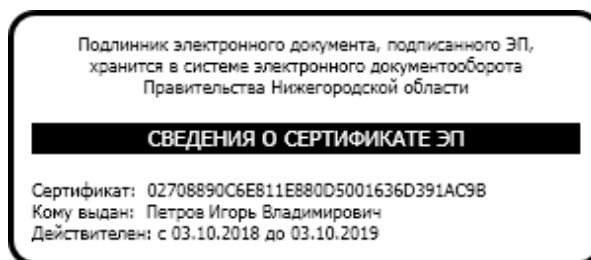 Подлинник электронного документа, подписанного ЭП,
хранится в системе электронного документооборота
Правительства Нижегородской области
СВЕДЕНИЯ О СЕРТИФИКАТЕ ЭП
Сертификат: 02708890C6E811E880D5001636D391AC9B
Кому выдан: Петров Игорь Владимирович
Действителен: с 03.10.2018 до 03.10.2019